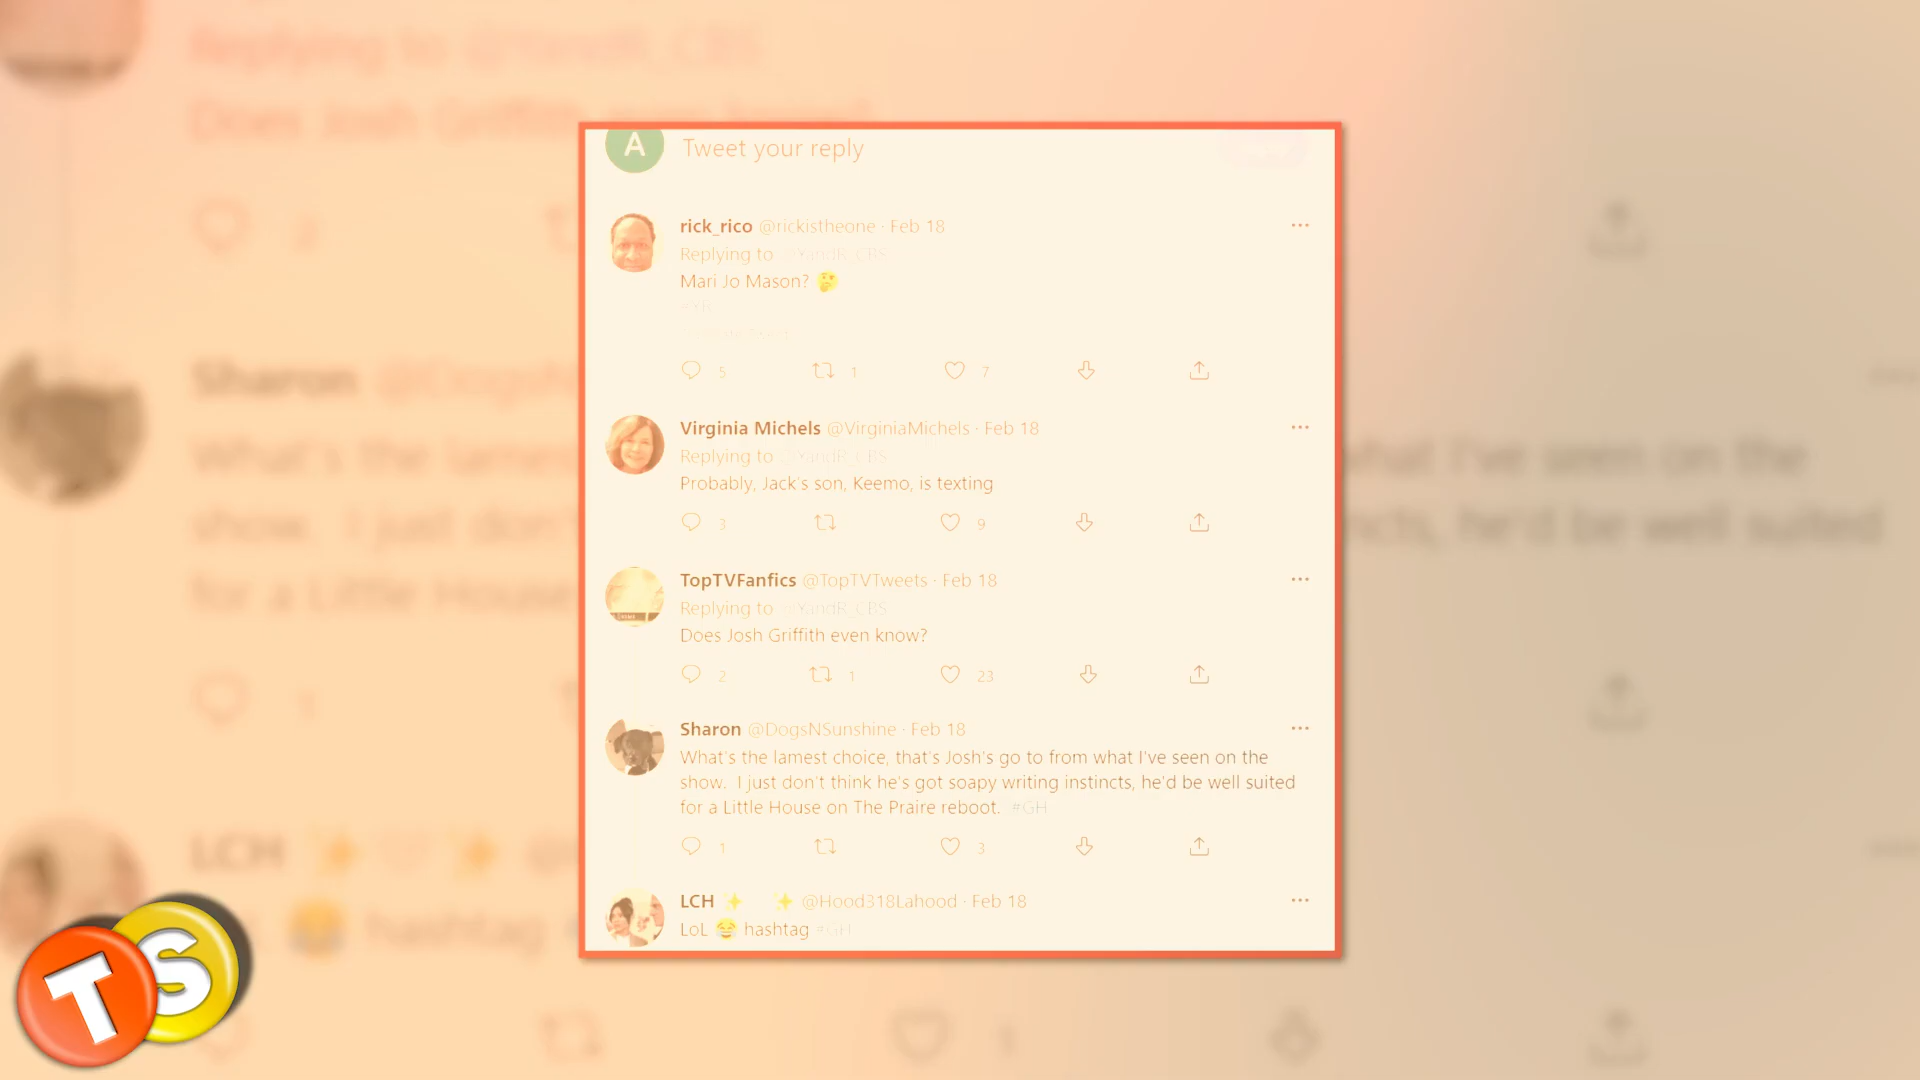 A
Tweet your reply
rick_rico @rickistheone · Feb 18
Replying to @YandR_CBS
Mari Jo Mason? 🤔
#YR
5 1 7
Virginia Michels @VirginiaMichels · Feb 18
Replying to @YandR_CBS
Probably, Jack's son, Keemo, is texting
3 9
TopTVFanfics @TopTVTweets · Feb 18
Replying to @YandR_CBS
Does Josh Griffith even know?
2 1 23
Sharon @DogsNSunshine · Feb 18
What's the lamest choice, that's Josh's go to from what I've seen on the
show. I just don't think he's got soapy writing instincts, he'd be well suited
for a Little House on The Praire reboot. #GH
1 3
LCH ✨ ✨ @Hood318Lahood · Feb 18
LoL 😂 hashtag #GH
TS